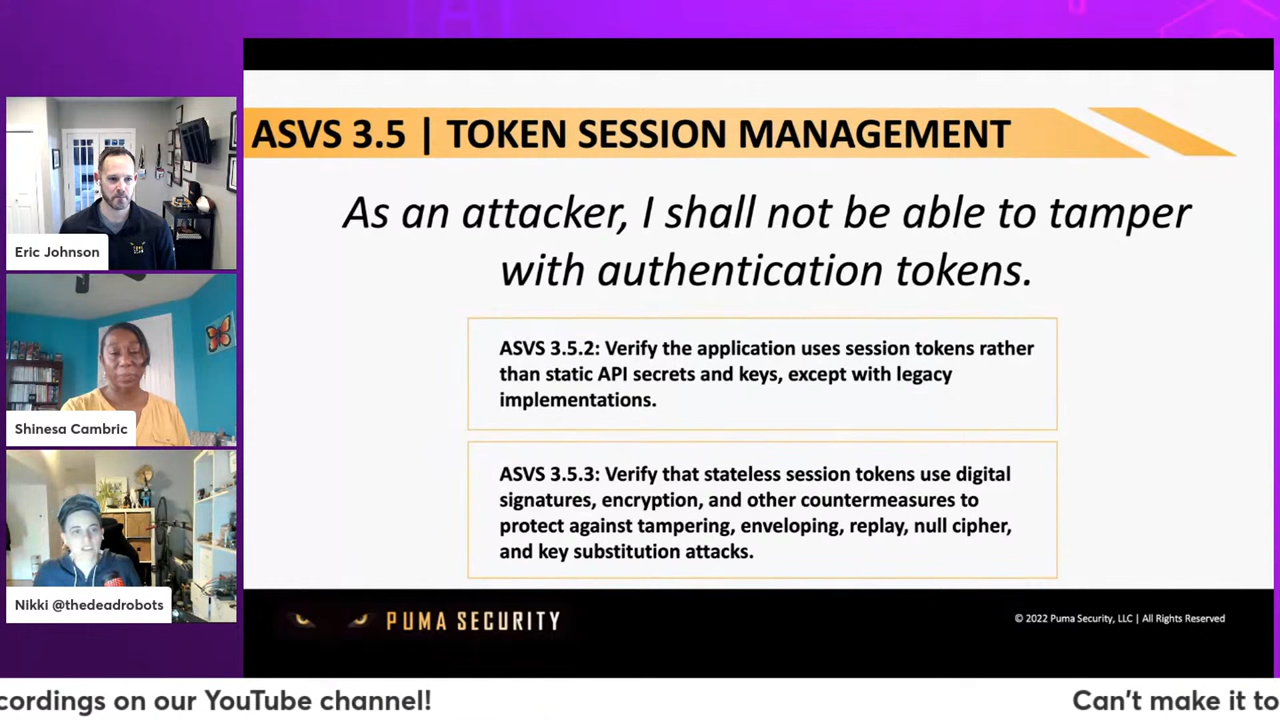 ASVS 3.5 | TOKEN SESSION MANAGEMENT
As an attacker, I shall not be able to tamper
with authentication tokens.
ASVS 3.5.2: Verify the application uses session tokens rather
than static API secrets and keys, except with legacy
implementations.
ASVS 3.5.3: Verify that stateless session tokens use digital
signatures, encryption, and other countermeasures to
protect against tampering, enveloping, replay, null cipher,
and key substitution attacks.
PUMA SECURITY
© 2022 Puma Security, LLC | All Rights Reserved
Eric Johnson
Shinesa Cambric
Nikki @thedeadrobots
cordings on our YouTube channel!
Can't make it to